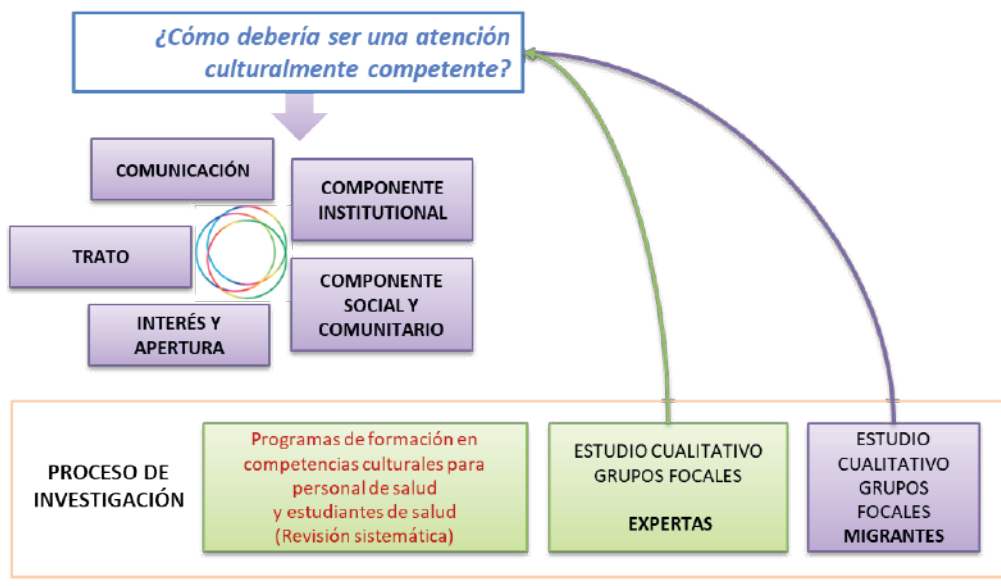 ¿Cómo debería ser una atención
culturalmente competente?
COMUNICACIÓN
COMPONENTE
INSTITUTIONAL
TRATO
COMPONENTE
SOCIAL Y
COMUNITARIO
INTERÉS Y
APERTURA
PROCESO DE
INVESTIGACIÓN
Programas de formación en
competencias culturales para
personal de salud
y estudiantes de salud
(Revisión sistemática)
ESTUDIO CUALITATIVO
GRUPOS FOCALES
EXPERTAS
ESTUDIO
CUALITATIVO
GRUPOS
FOCALES
MIGRANTES